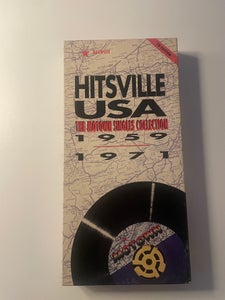 HITSVILLE
USA
THE MOTOWN SINGLES COLLECTION
1959
1971
MOTOWN